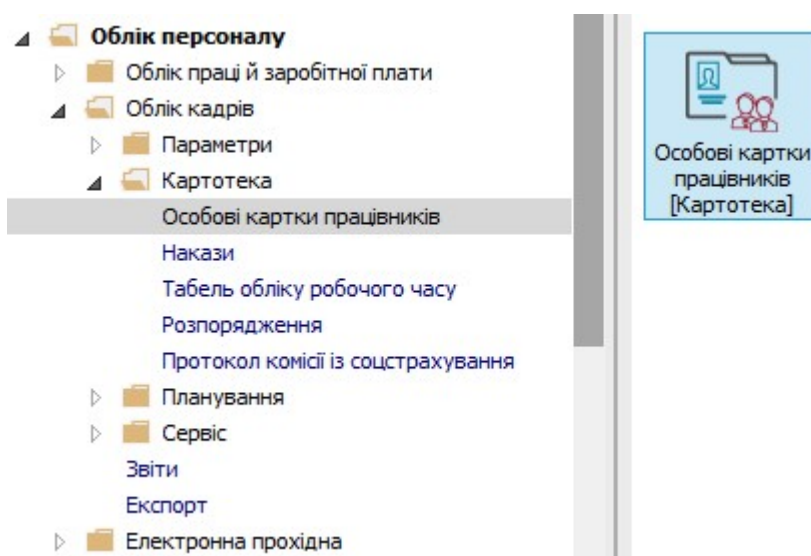 Облік персоналу
Облік праці й заробітної плати
Облік кадрів
Параметри
Картотека
Особові картки працівників
Накази
Табель обліку робочого часу
Розпорядження
Протокол комісії із соцстрахування
Планування
Сервіс
Звіти
Експорт
Електронна прохідна
Особові картки
працівників
[Картотека]